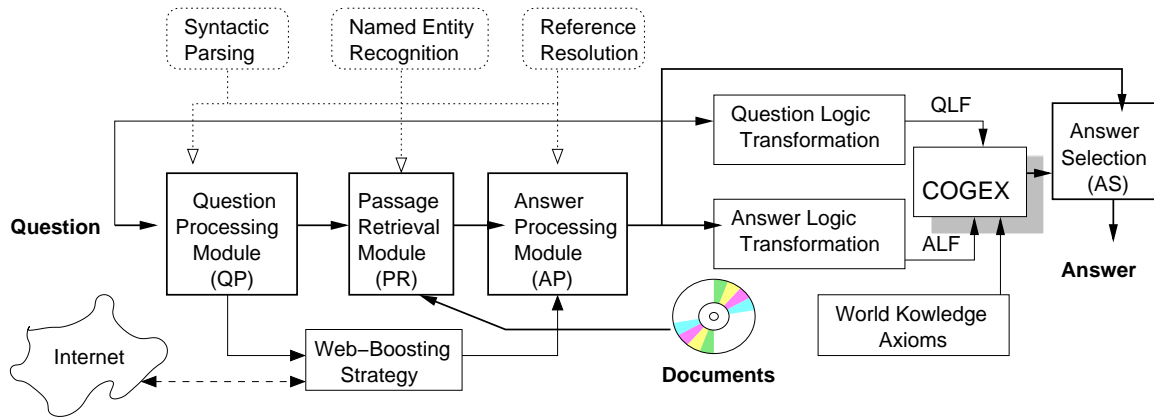 Syntactic
Parsing
Named Entity
Recognition
Reference
Resolution
Question Logic
Transformation
QLF
Answer
Selection
(AS)
COGEX
Question
Question
Processing
Module
(QP)
Passage
Retrieval
Module
(PR)
Answer
Processing
Module
(AP)
Answer Logic
Transformation
ALF
Answer
World Kowledge
Axioms
Internet
Web–Boosting
Strategy
Documents